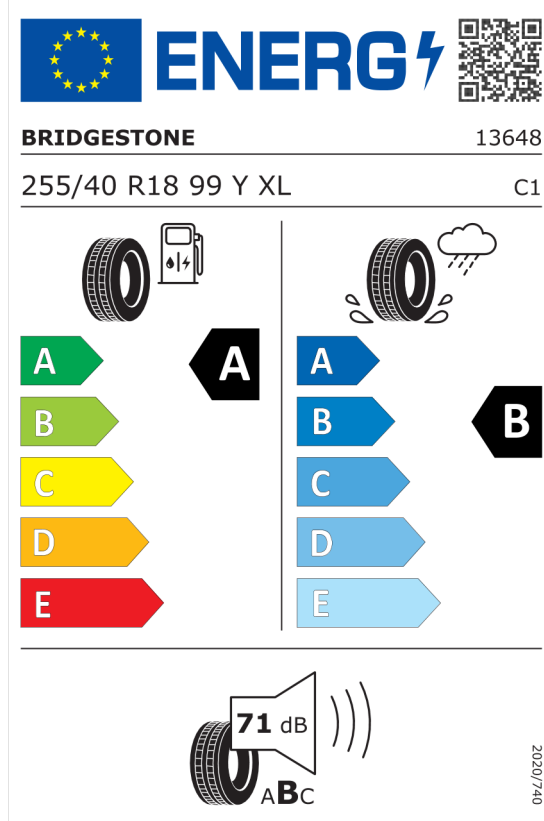 ENERG
BRIDGESTONE 13648
255/40 R18 99 Y XL C1
A A
B
C
D
E
A
B B
C
D
E
71 dB
ABC
2020/740